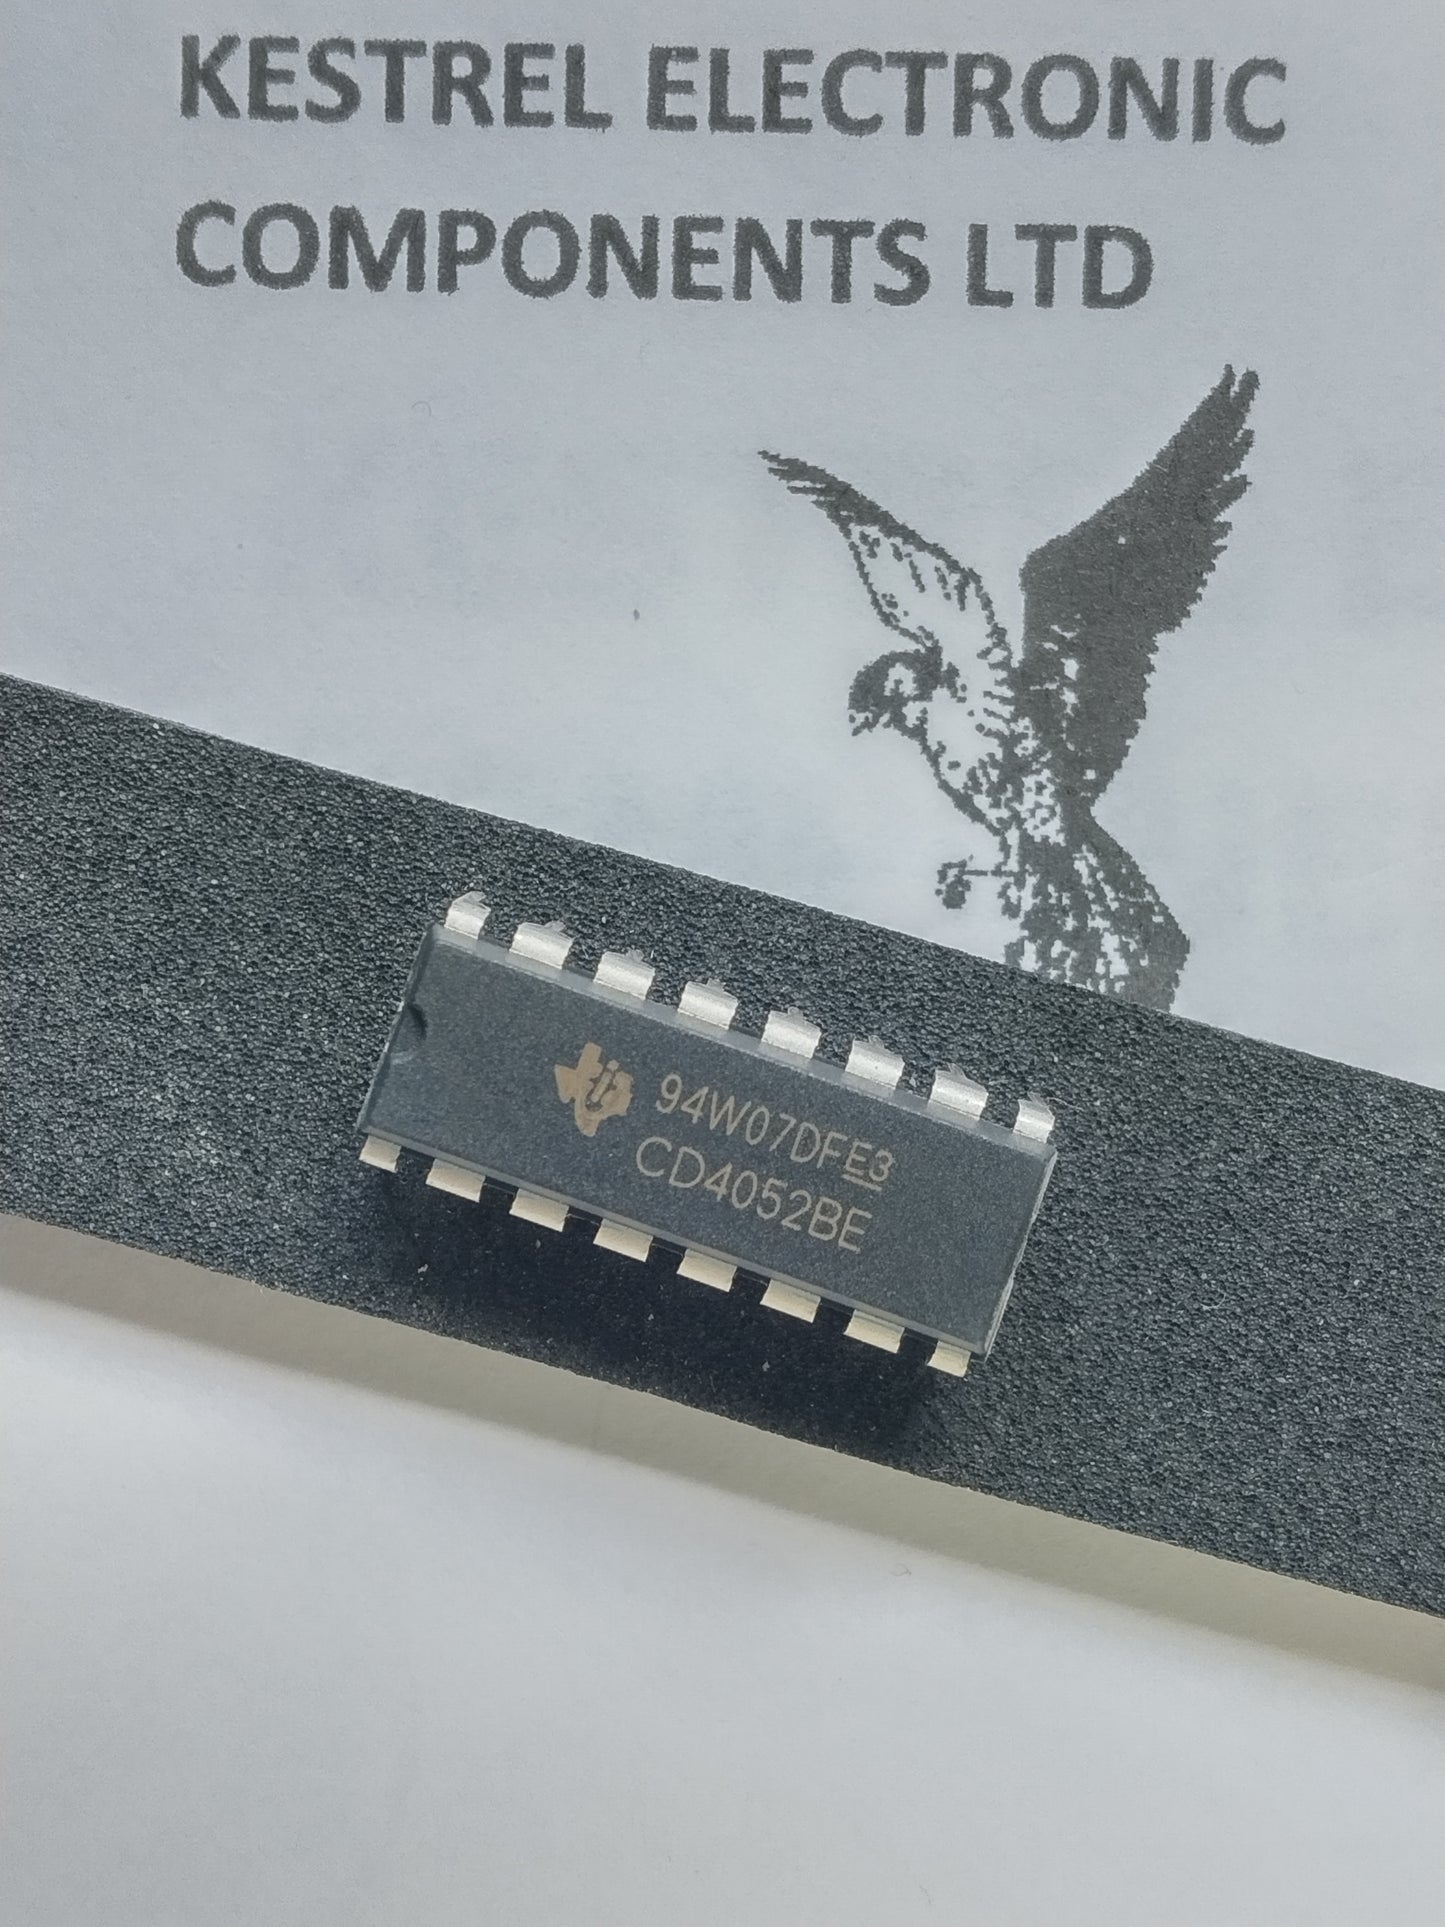 KESTREL ELECTRONIC
COMPONENTS LTD
94W07DFE3
CD4052BE